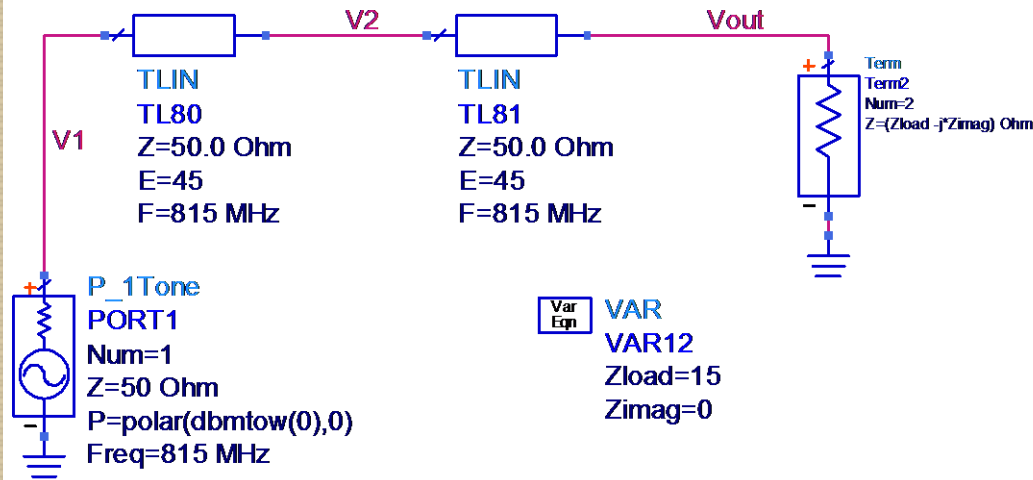 V2
Vout
V1
TLIN
TL80
Z=50.0 Ohm
E=45
F=815 MHz
TLIN
TL81
Z=50.0 Ohm
E=45
F=815 MHz
+
Term
Term2
Num=2
Z=(Zload -j*Zimag) Ohm
−
+
P_1Tone
PORT1
Num=1
Z=50 Ohm
P=polar(dbmtow(0),0)
Freq=815 MHz
−
Var
Eqn
VAR
VAR12
Zload=15
Zimag=0